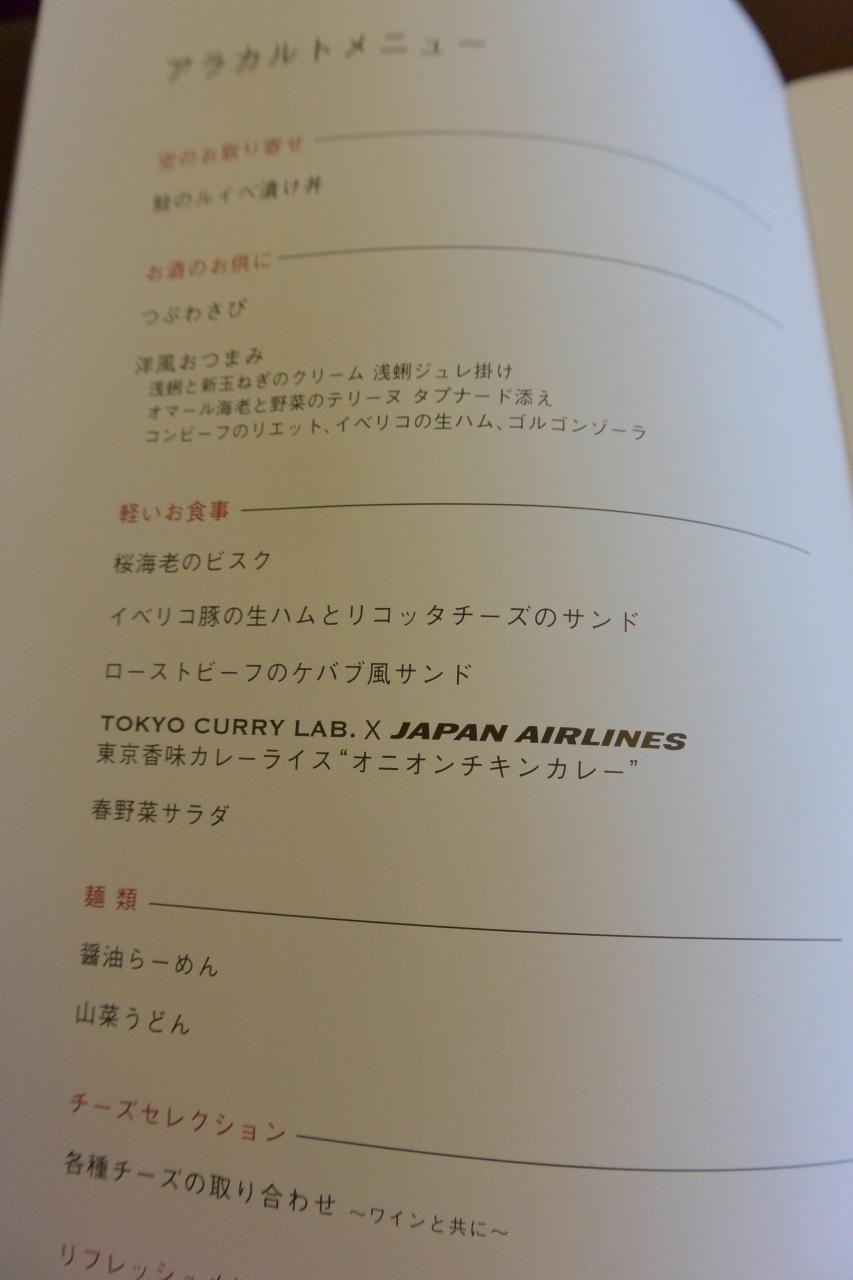 アラカルトメニュー
空のお取り寄せ
鮭のルイベ漬け丼
お酒のお供に
つぶわさび
洋風おつまみ
浅蜊と新玉ねぎのクリーム 浅蜊ジュレ掛け
オマール海老と野菜のテリーヌ タプナード添え
コンビーフのリエット、イベリコの生ハム、ゴルゴンゾーラ
軽いお食事
桜海老のビスク
イベリコ豚の生ハムとリコッタチーズのサンド
ローストビーフのケバブ風サンド
TOKYO CURRY LAB. X JAPAN AIRLINES
東京香味カレーライス“オニオンチキンカレー”
春野菜サラダ
麺 類
醤油らーめん
山菜うどん
チーズセレクション
各種チーズの取り合わせ ～ワインと共に～